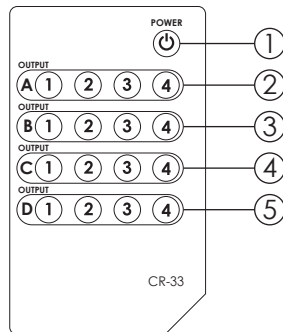 POWER
1
OUTPUT
A 1 2 3 4
2
OUTPUT
B 1 2 3 4
3
OUTPUT
C 1 2 3 4
4
OUTPUT
D 1 2 3 4
5
CR-33